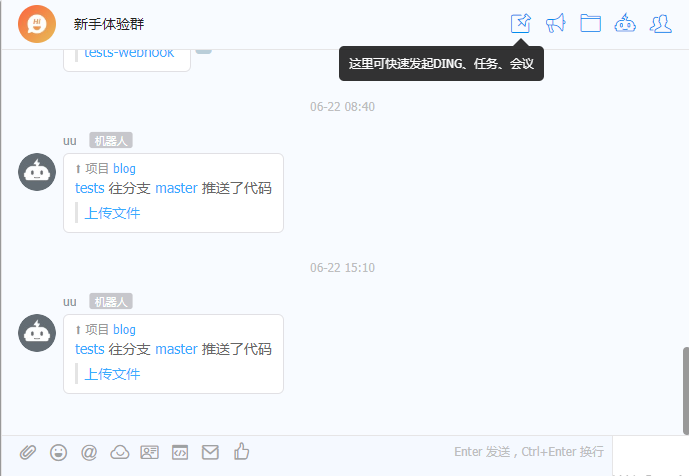 新手体验群
这里可快速发起DING、任务、会议
tests-webhook
06-22 08:40
uu 机器人
⬆ 项目 blog
tests 往分支 master 推送了代码
上传文件
06-22 15:10
uu 机器人
⬆ 项目 blog
tests 往分支 master 推送了代码
上传文件
Enter 发送 , Ctrl+Enter 换行